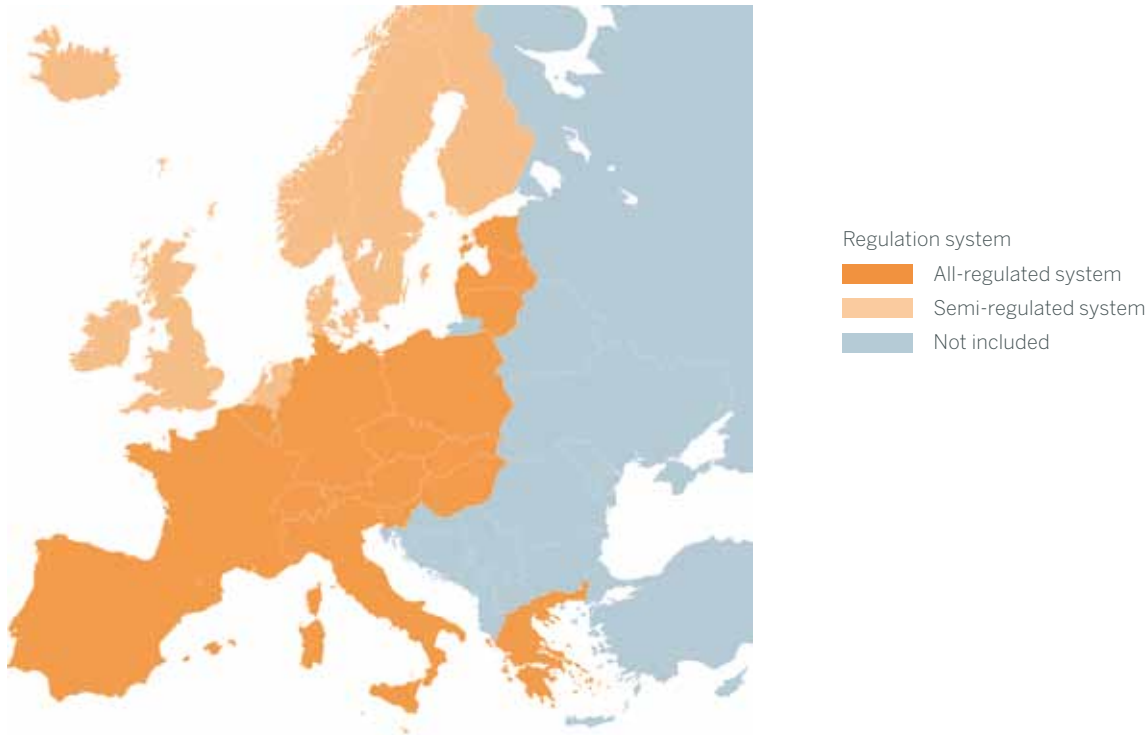 Regulation system
All-regulated system
Semi-regulated system
Not included